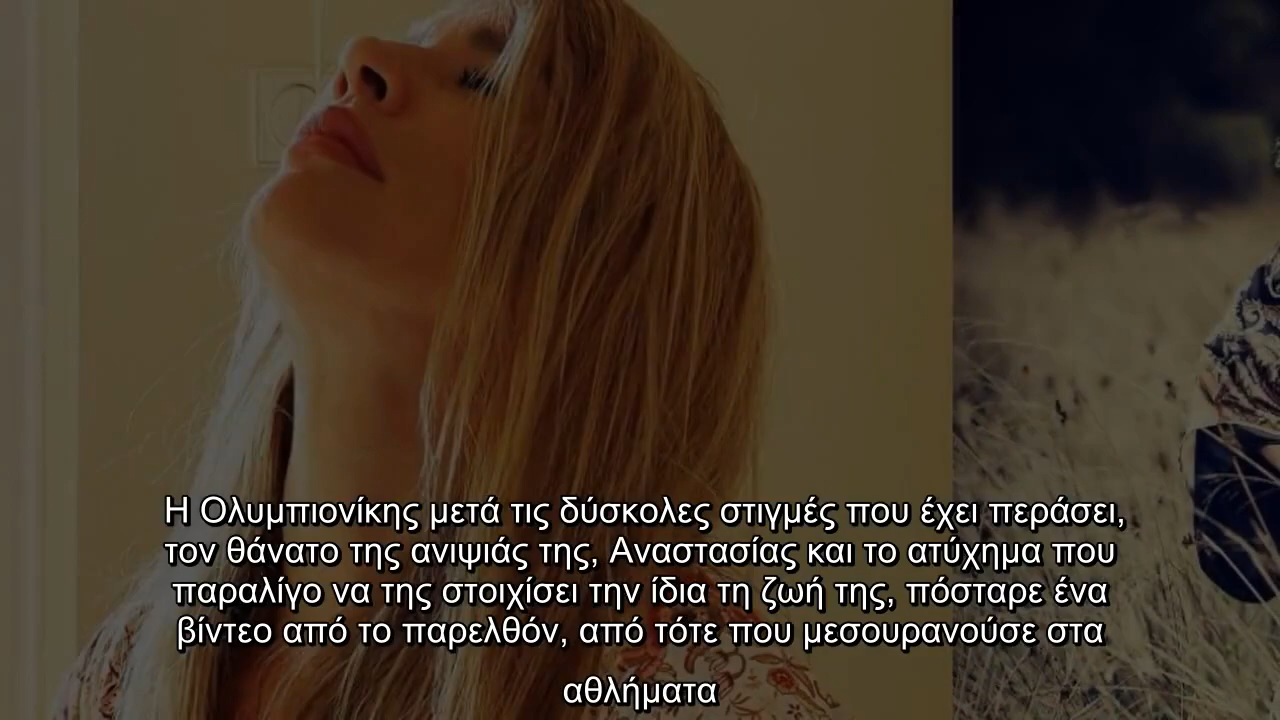 Η Ολυμπιονίκης μετά τις δύσκολες στιγμές που έχει περάσει,
τον θάνατο της ανιψιάς της, Αναστασίας και το ατύχημα που
παραλίγο να της στοιχίσει την ίδια τη ζωή της, πόσταρε ένα
βίντεο από το παρελθόν, από τότε που μεσουρανούσε στα
αθλήματα